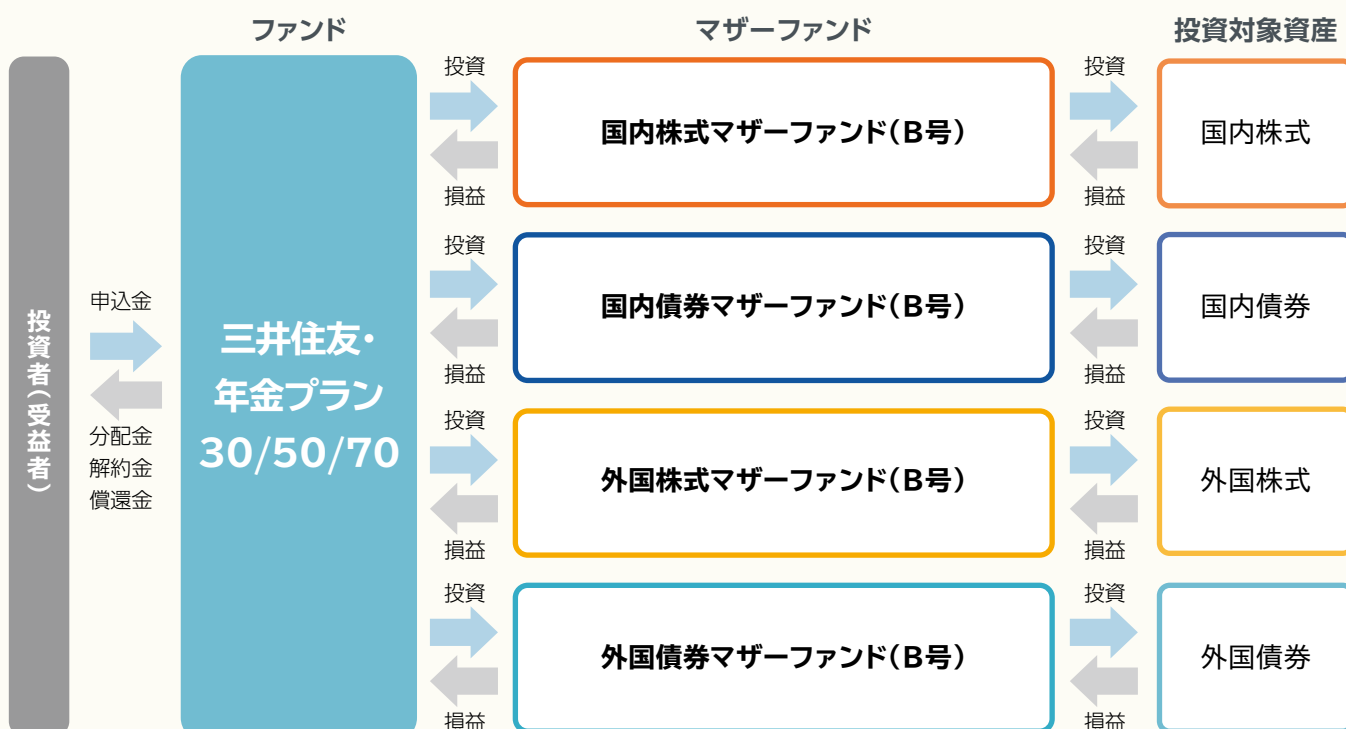 ファンド
マザーファンド
投資対象資産
投資者(受益者)
申込金
分配金
解約金
償還金
三井住友・
年金プラン
30/50/70
投資
損益
国内株式マザーファンド(B号)
投資
損益
国内株式
投資
損益
国内債券マザーファンド(B号)
投資
損益
国内債券
投資
損益
外国株式マザーファンド(B号)
投資
損益
外国株式
投資
損益
外国債券マザーファンド(B号)
投資
損益
外国債券